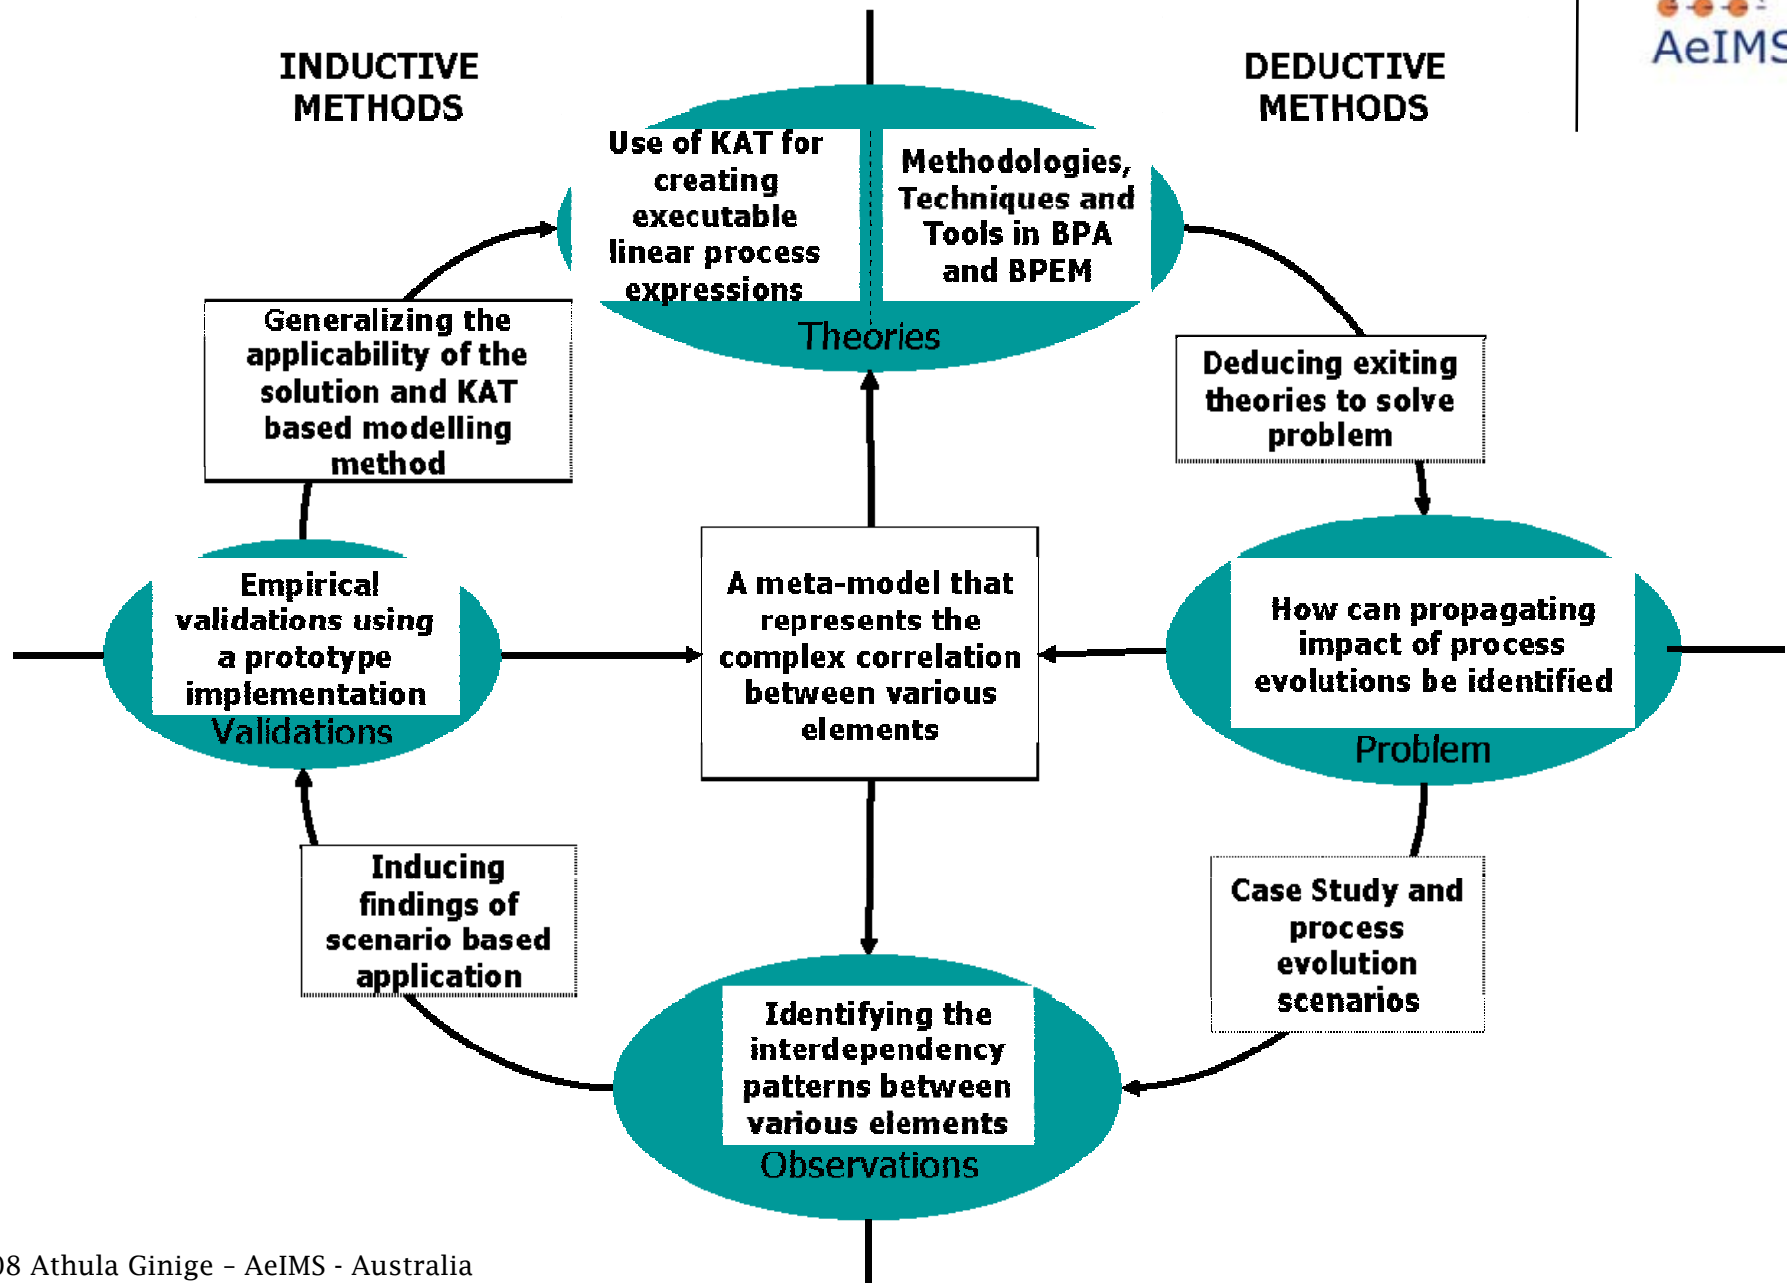 INDUCTIVE
METHODS
DEDUCTIVE
METHODS
AeIMS
Use of KAT for
creating
executable
linear process
expressions
Methodologies,
Techniques and
Tools in BPA
and BPEM
Theories
Generalizing the
applicability of the
solution and KAT
based modelling
method
Deducing exiting
theories to solve
problem
Empirical
validations using
a prototype
implementation
Validations
A meta-model that
represents the
complex correlation
between various
elements
How can propagating
impact of process
evolutions be identified
Problem
Inducing
findings of
scenario based
application
Case Study and
process
evolution
scenarios
Identifying the
interdependency
patterns between
various elements
Observations
08 Athula Ginige – AeIMS - Australia